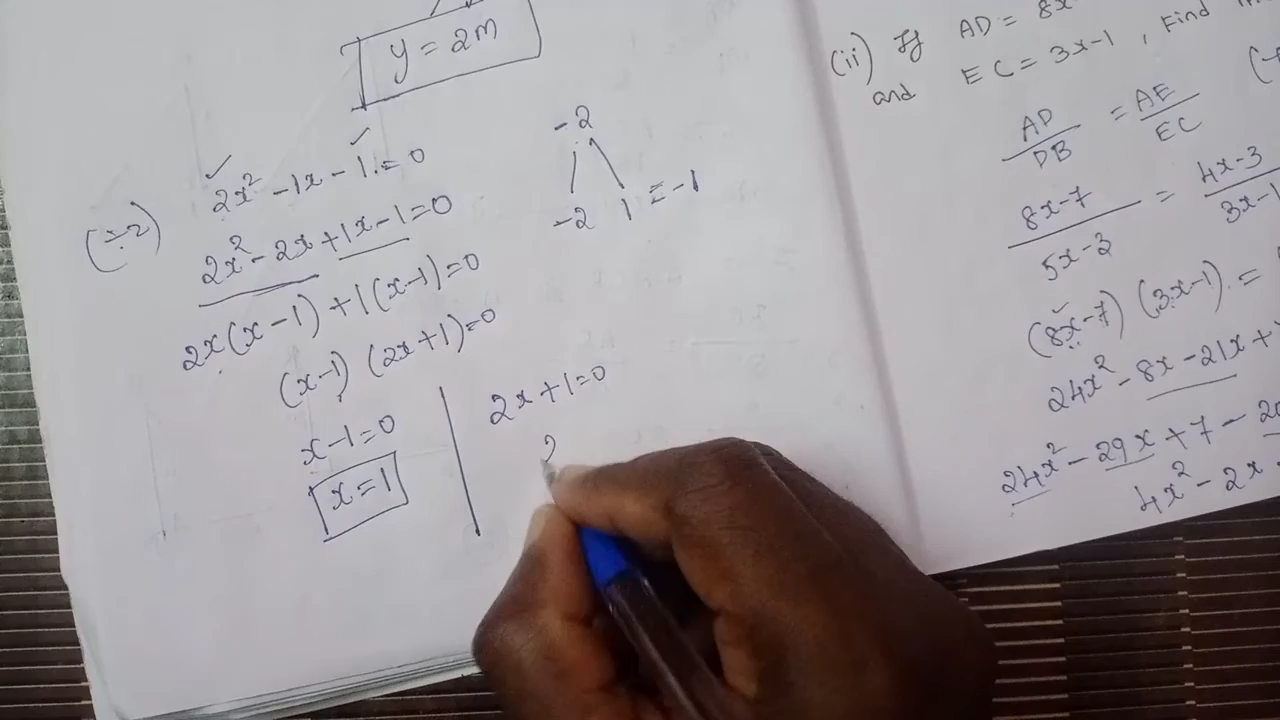 y = 2m
2x² - 1x - 1 = 0
(÷2)
2x² - 2x + 1x - 1 = 0
2x (x - 1) + 1 (x - 1) = 0
(x - 1) (2x + 1) = 0
x - 1 = 0
x = 1
2x + 1 = 0
2
-2
-2 1 = -1
(ii) If AD = 8x
and EC = 3x-1 , Find
AD/DB = AE/EC
8x-7/5x-3 = 4x-3/3x-1
(8x-7) (3x-1) =
24x² - 8x - 21x +
24x² - 29x + 7 - 20
4x² - 2x